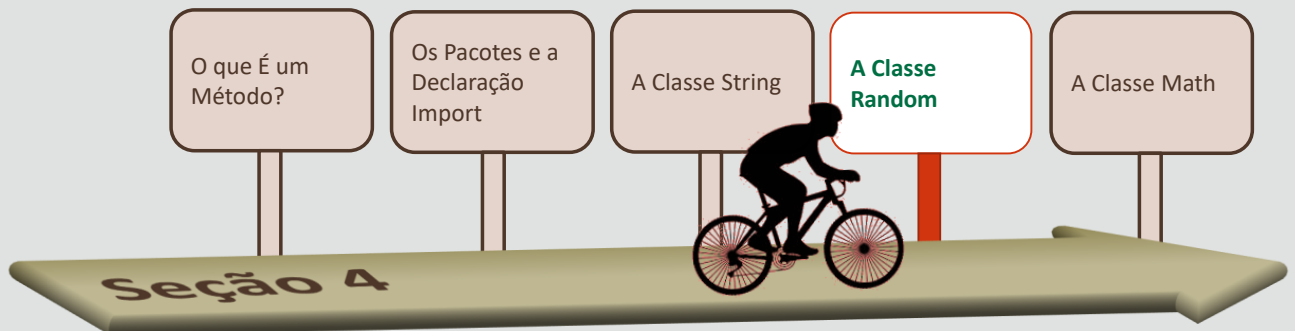 O que É um
Método?
Os Pacotes e a
Declaração
Import
A Classe String
A Classe
Random
A Classe Math
Seção 4